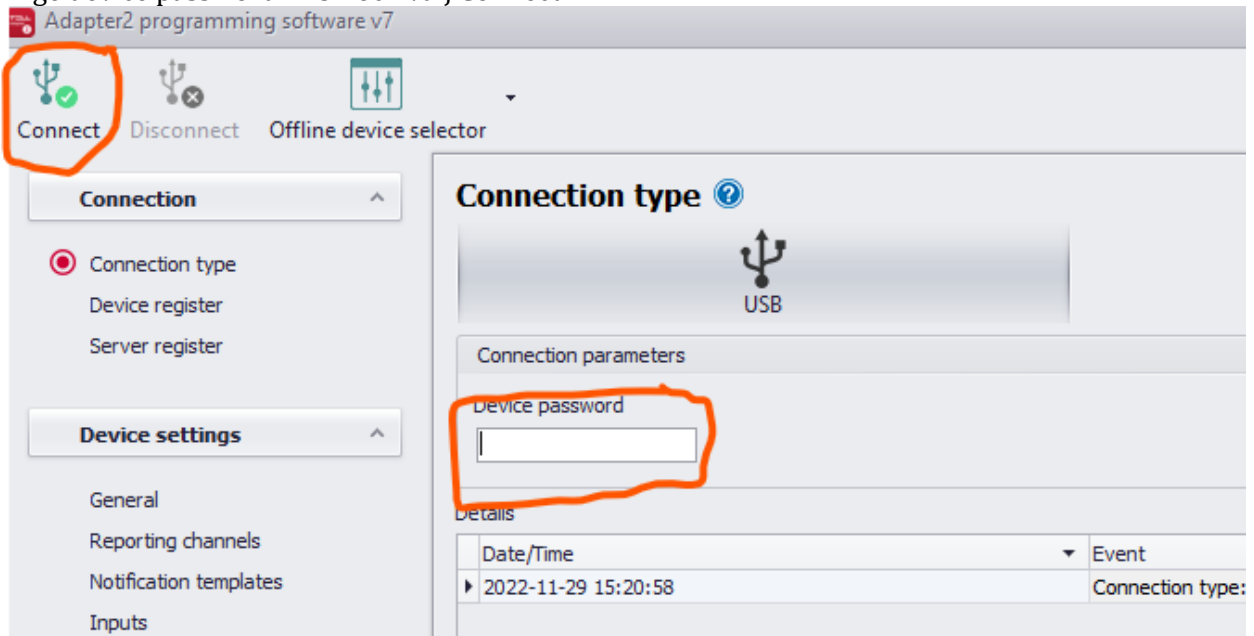 Adapter2 programming software v7
Connect Disconnect Offline device selector
Connection
Connection type
Device register
Server register
Device settings
General
Reporting channels
Notification templates
Inputs
Connection type
USB
Connection parameters
Device password
Details
Date/Time Event
2022-11-29 15:20:58 Connection type: